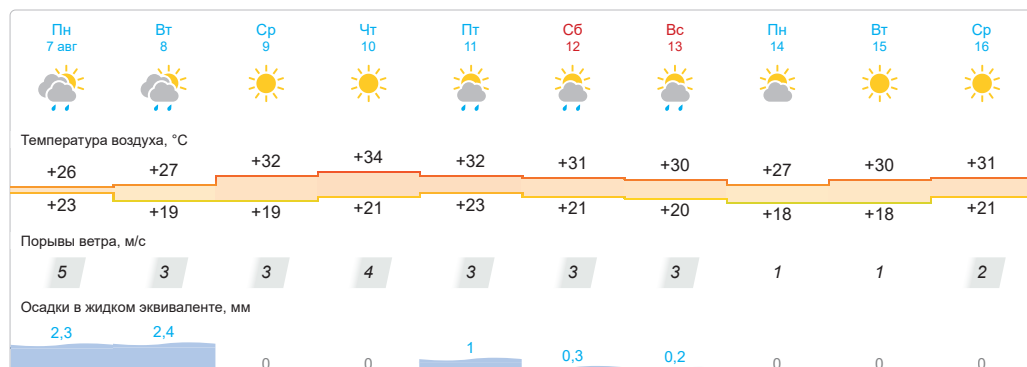 Пн Вт Ср Чт Пт Сб Вс Пн Вт Ср
7 авг 8 9 10 11 12 13 14 15 16
Температура воздуха, °C
+26 +27 +32 +34 +32 +31 +30 +27 +30 +31
+23 +19 +19 +21 +23 +21 +20 +18 +18 +21
Порывы ветра, м/с
5 3 3 4 3 3 3 1 1 2
Осадки в жидком эквиваленте, мм
2,3 2,4 0 0 1 0,3 0,2 0 0 0